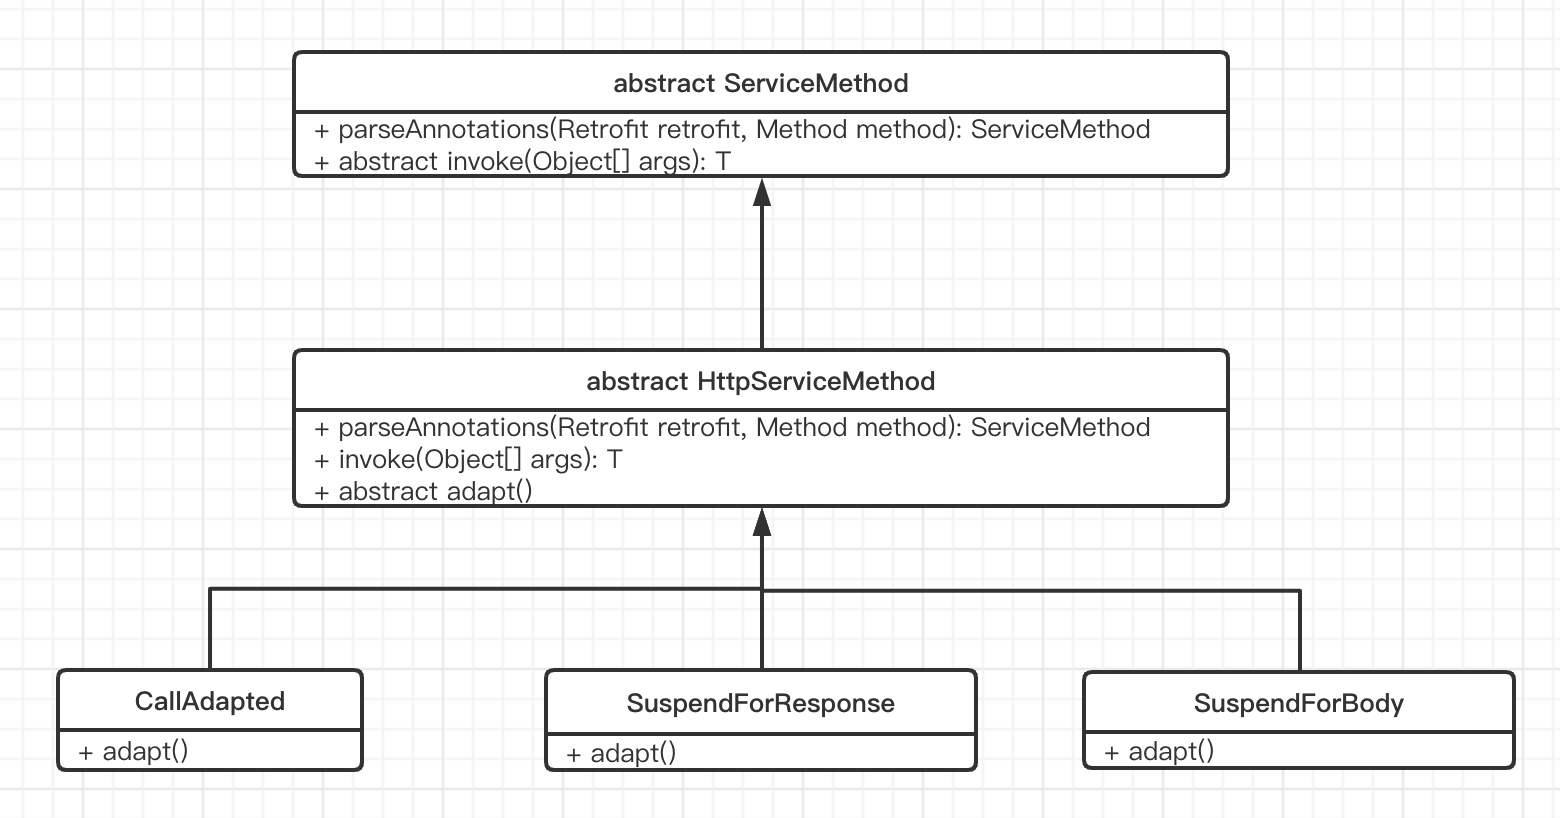 abstract ServiceMethod
+ parseAnnotations(Retrofit retrofit, Method method): ServiceMethod
+ abstract invoke(Object[] args): T
abstract HttpServiceMethod
+ parseAnnotations(Retrofit retrofit, Method method): ServiceMethod
+ invoke(Object[] args): T
+ abstract adapt()
CallAdapted
+ adapt()
SuspendForResponse
+ adapt()
SuspendForBody
+ adapt()